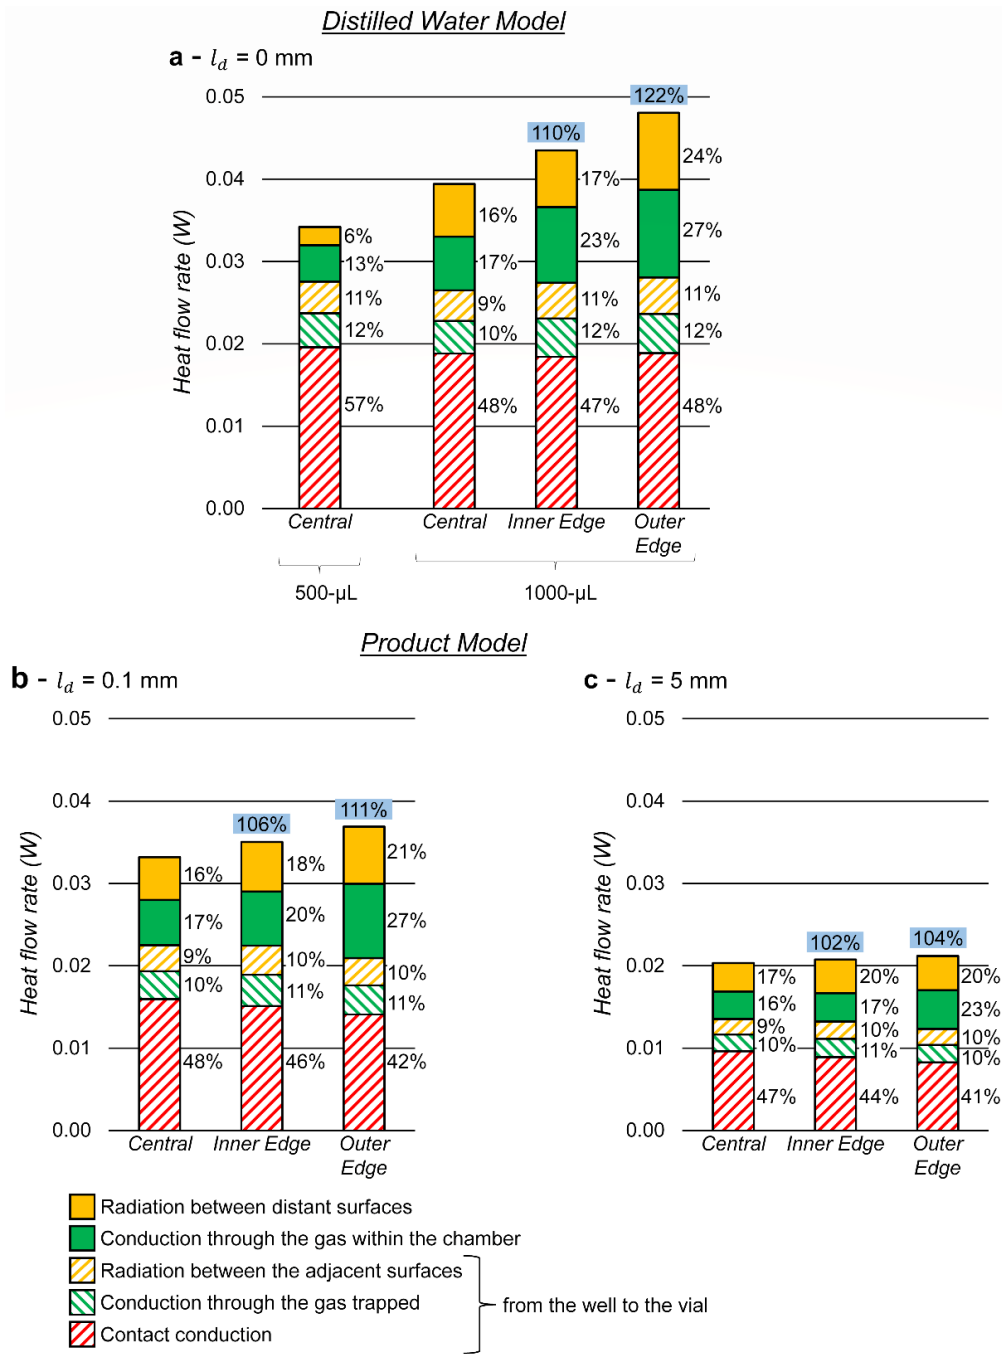 Distilled Water Model
a - l_d = 0 mm
Heat flow rate (W)
0.05
0.04
0.03
0.02
0.01
0.00
6%
13%
11%
12%
57%
16%
17%
9%
10%
48%
110%
17%
23%
11%
12%
47%
122%
24%
27%
11%
12%
48%
Central
Central
Inner Edge
Outer
Edge
500-µL
1000-µL
Product Model
b - l_d = 0.1 mm
Heat flow rate (W)
0.05
0.04
0.03
0.02
0.01
0.00
16%
17%
9%
10%
48%
106%
18%
20%
10%
11%
46%
111%
21%
27%
10%
11%
42%
Central
Inner Edge
Outer
Edge
c - l_d = 5 mm
Heat flow rate (W)
0.05
0.04
0.03
0.02
0.01
0.00
17%
16%
9%
10%
47%
102%
20%
17%
10%
11%
44%
104%
20%
23%
10%
10%
41%
Central
Inner Edge
Outer
Edge
Radiation between distant surfaces
Conduction through the gas within the chamber
Radiation between the adjacent surfaces
Conduction through the gas trapped
Contact conduction
from the well to the vial